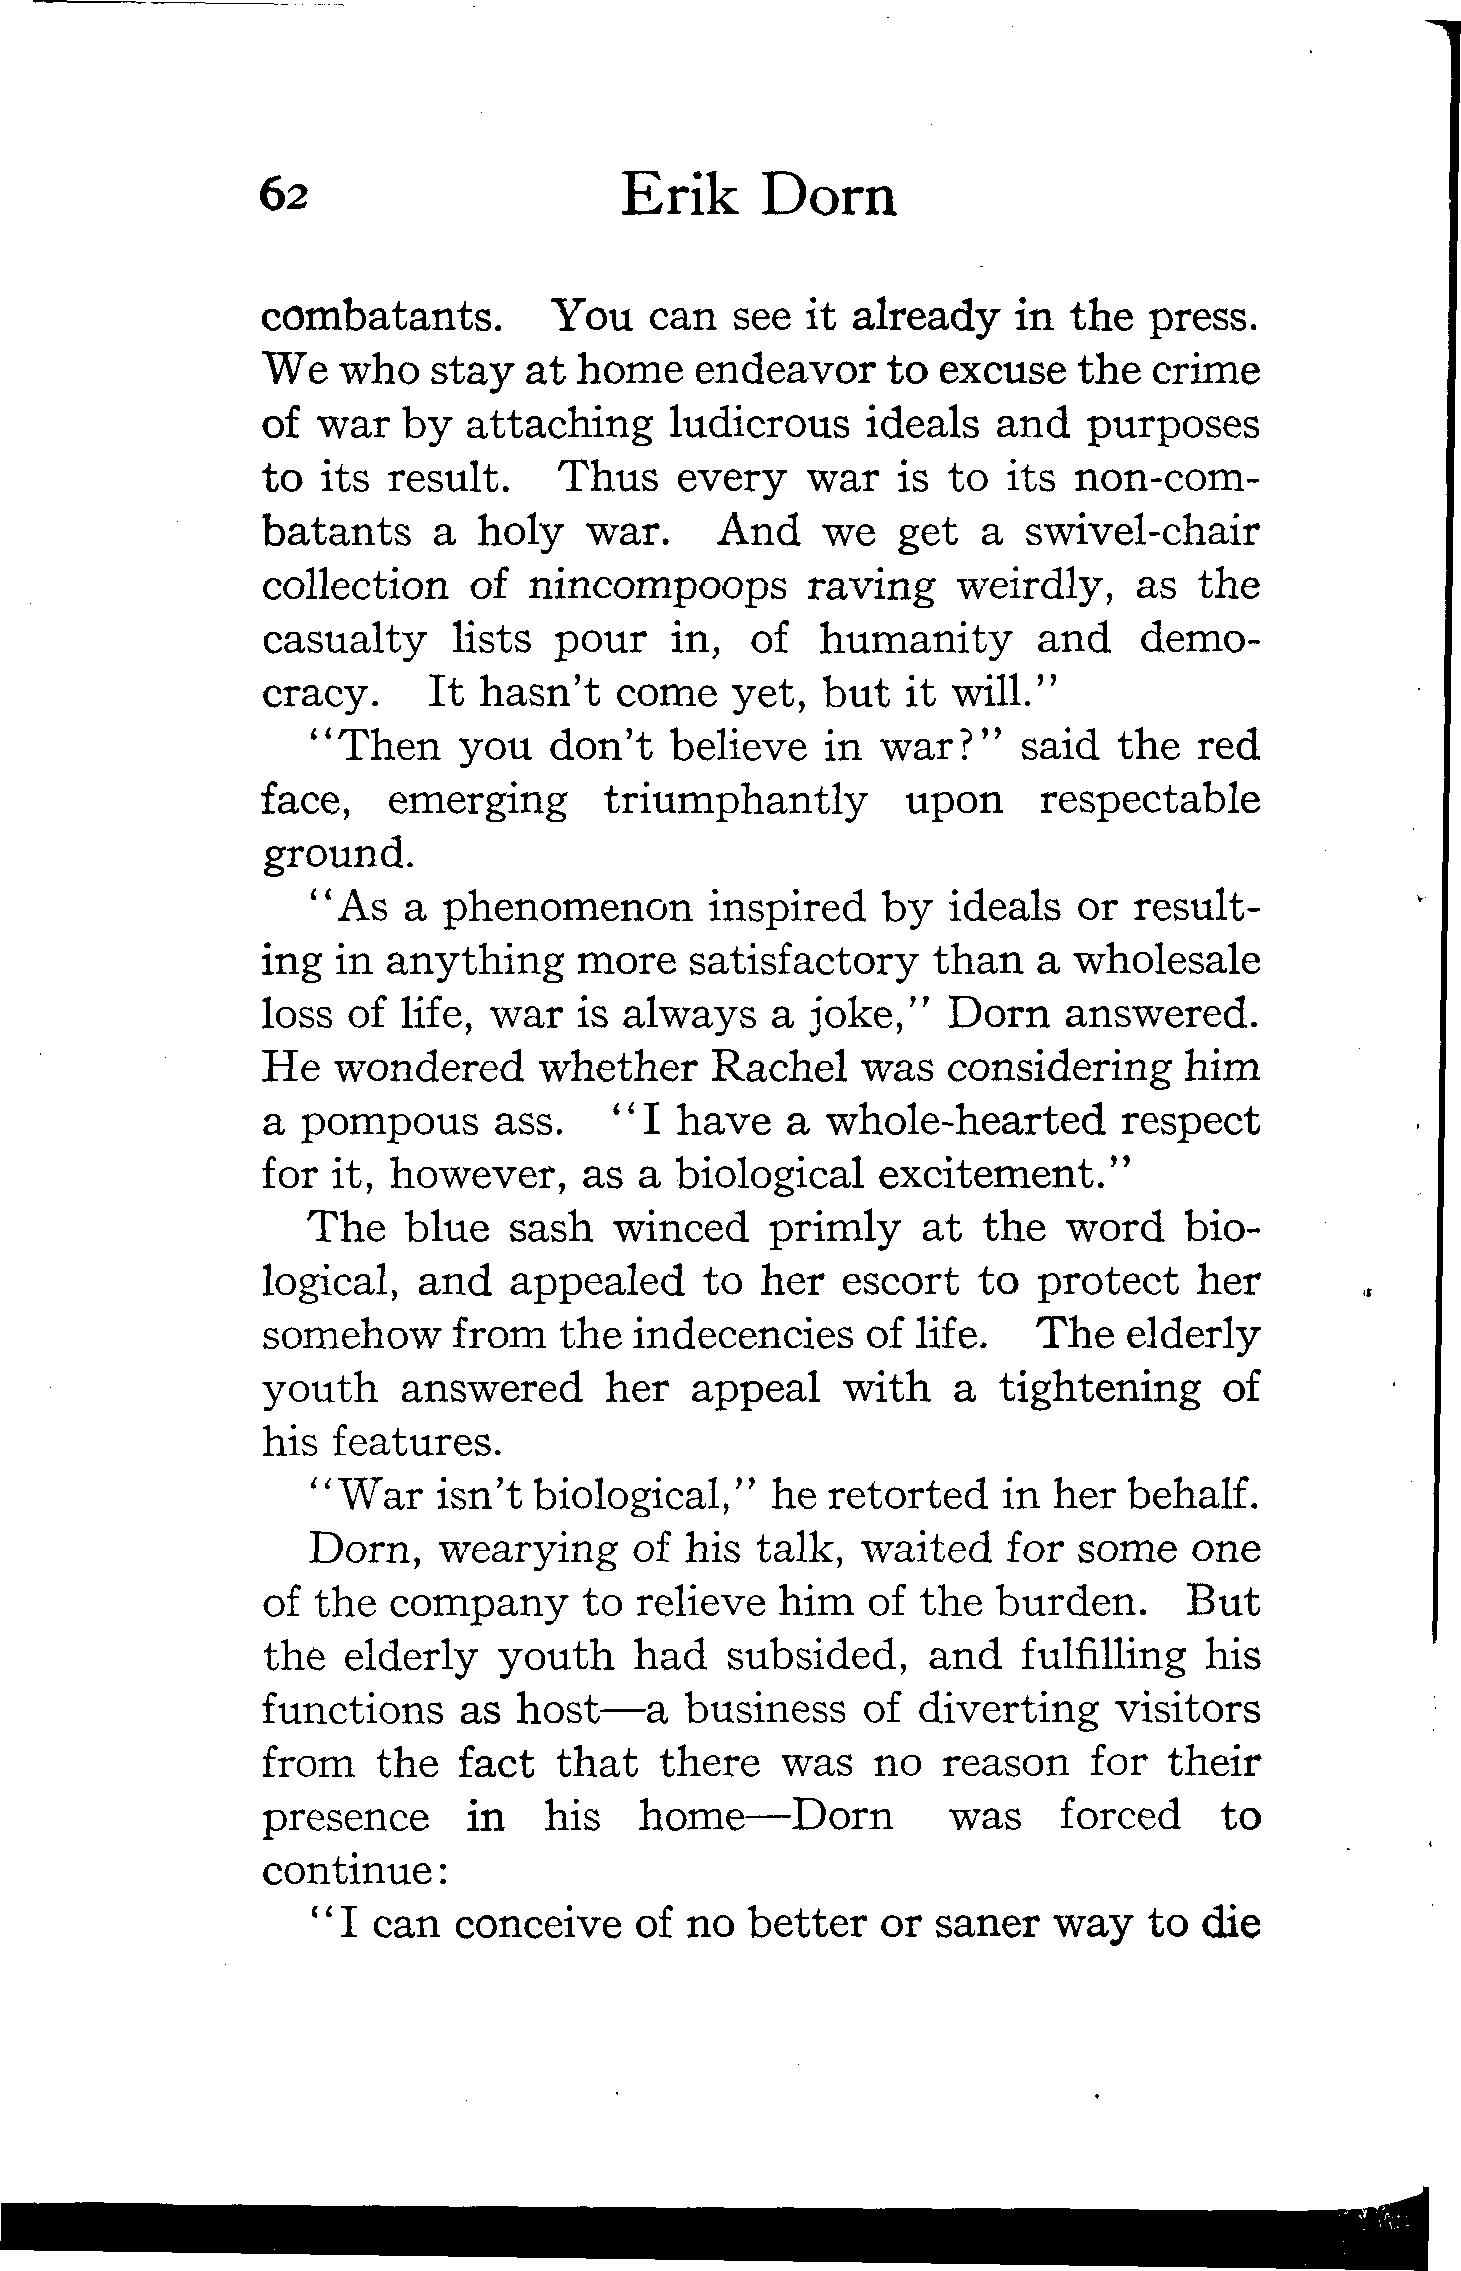 62 Erik Dorn
combatants. You can see it already in the press.
We who stay at home endeavor to excuse the crime
of war by attaching ludicrous ideals and purposes
to its result. Thus every war is to its non-com-
batants a holy war. And we get a swivel-chair
collection of nincompoops raving weirdly, as the
casualty lists pour in, of humanity and demo-
cracy. It hasn't come yet, but it will."
"Then you don't believe in war?" said the red
face, emerging triumphantly upon respectable
ground.
"As a phenomenon inspired by ideals or result-
ing in anything more satisfactory than a wholesale
loss of life, war is always a joke," Dorn answered.
He wondered whether Rachel was considering him
a pompous ass. "I have a whole-hearted respect
for it, however, as a biological excitement."
The blue sash winced primly at the word bio-
logical, and appealed to her escort to protect her
somehow from the indecencies of life. The elderly
youth answered her appeal with a tightening of
his features.
"War isn't biological," he retorted in her behalf.
Dorn, wearying of his talk, waited for some one
of the company to relieve him of the burden. But
the elderly youth had subsided, and fulfilling his
functions as host—a business of diverting visitors
from the fact that there was no reason for their
presence in his home—Dorn was forced to
continue:
"I can conceive of no better or saner way to die